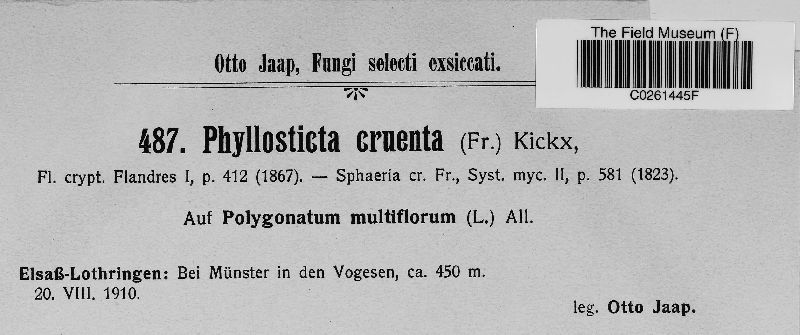 The Field Museum (F)
C0261445F
Otto Jaap, Fungi selecti exsiccati.
487. Phyllosticta cruenta (Fr.) Kickx,
Fl. crypt. Flandres I, p. 412 (1867). — Sphaeria cr. Fr., Syst. myc. II, p. 581 (1823).
Auf Polygonatum multiflorum (L.) All.
Elsaß-Lothringen: Bei Münster in den Vogesen, ca. 450 m.
20. VIII. 1910.
leg. Otto Jaap.